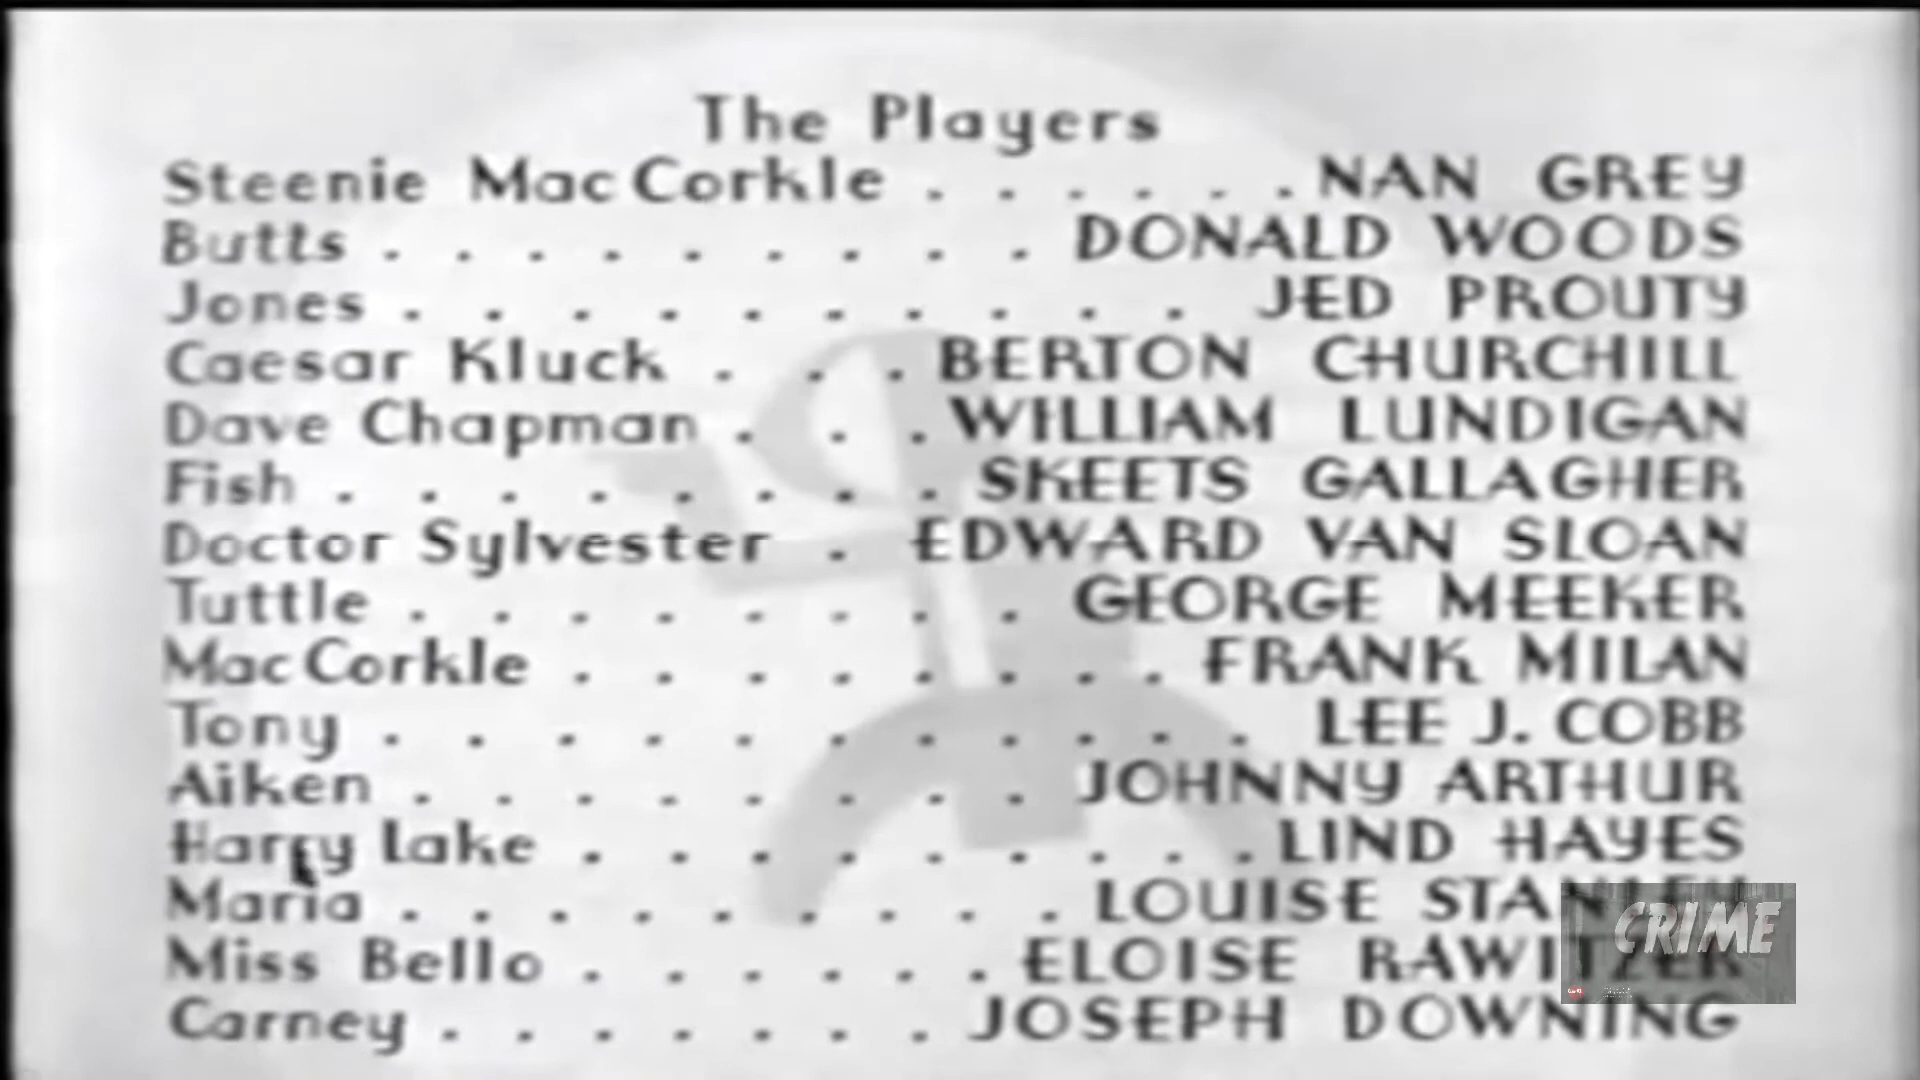 The Players
Steenie MacCorkle . . . . . . NAN GREY
Butts . . . . . . . . . DONALD WOODS
Jones . . . . . . . . . . JED PROUTY
Caesar Kluck . . . BERTON CHURCHILL
Dave Chapman . . . WILLIAM LUNDIGAN
Fish . . . . . . . . SKEETS GALLAGHER
Doctor Sylvester . EDWARD VAN SLOAN
Tuttle . . . . . . . . GEORGE MEEKER
MacCorkle . . . . . . . . FRANK MILAN
Tony . . . . . . . . . . . LEE J. COBB
Aiken . . . . . . . . JOHNNY ARTHUR
Harry Lake . . . . . . . . . LIND HAYES
Maria . . . . . . . . . LOUISE STANLEY
CRIME
Miss Bello . . . . . . ELOISE RAWITZER
Carney . . . . . . . JOSEPH DOWNING